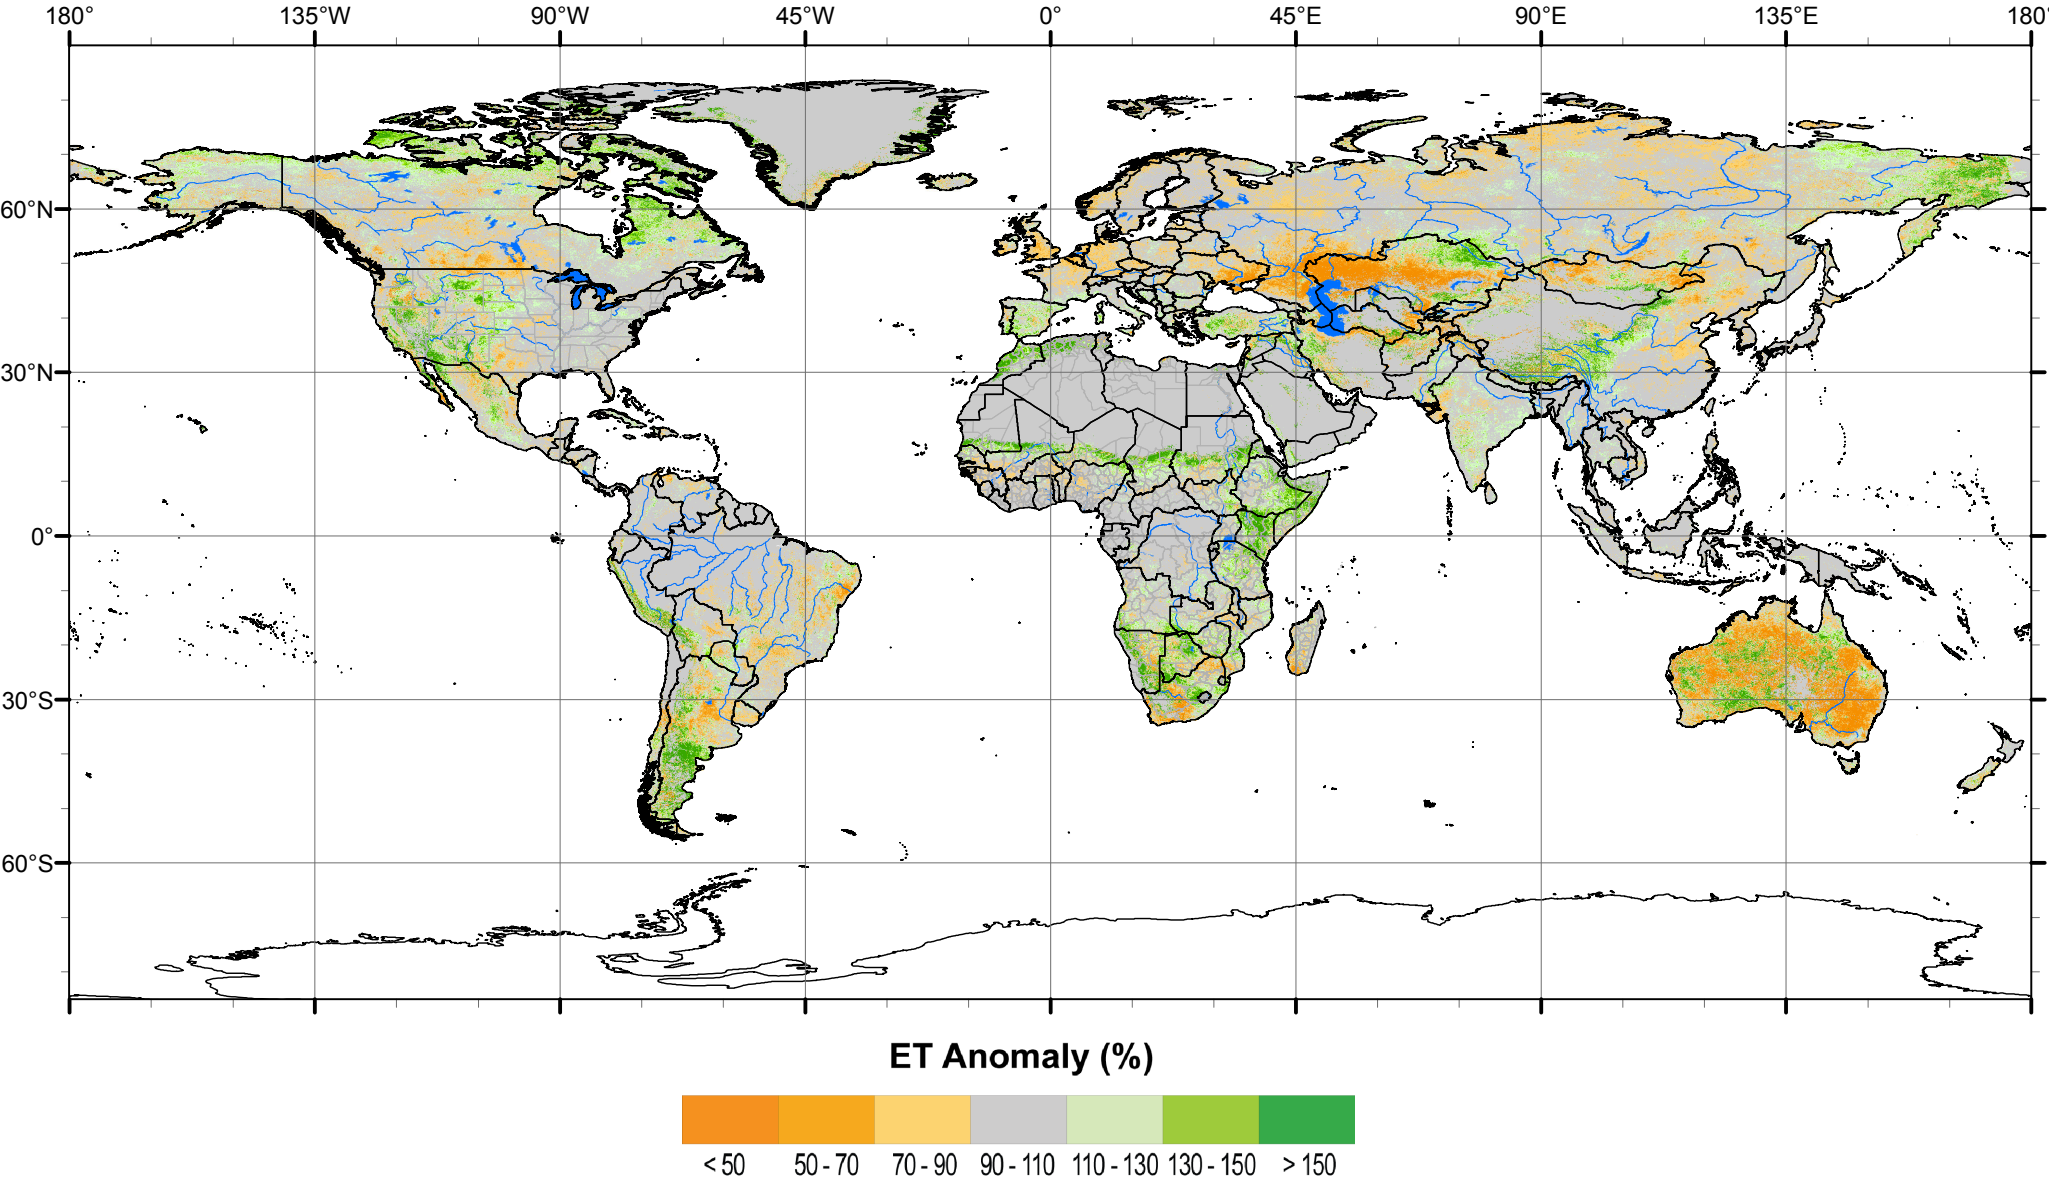 180° 135°W 90°W 45°W 0° 45°E 90°E 135°E 180°
60°N
30°N
0°
30°S
60°S
ET Anomaly (%)
< 50 50 - 70 70 - 90 90 - 110 110 - 130 130 - 150 > 150